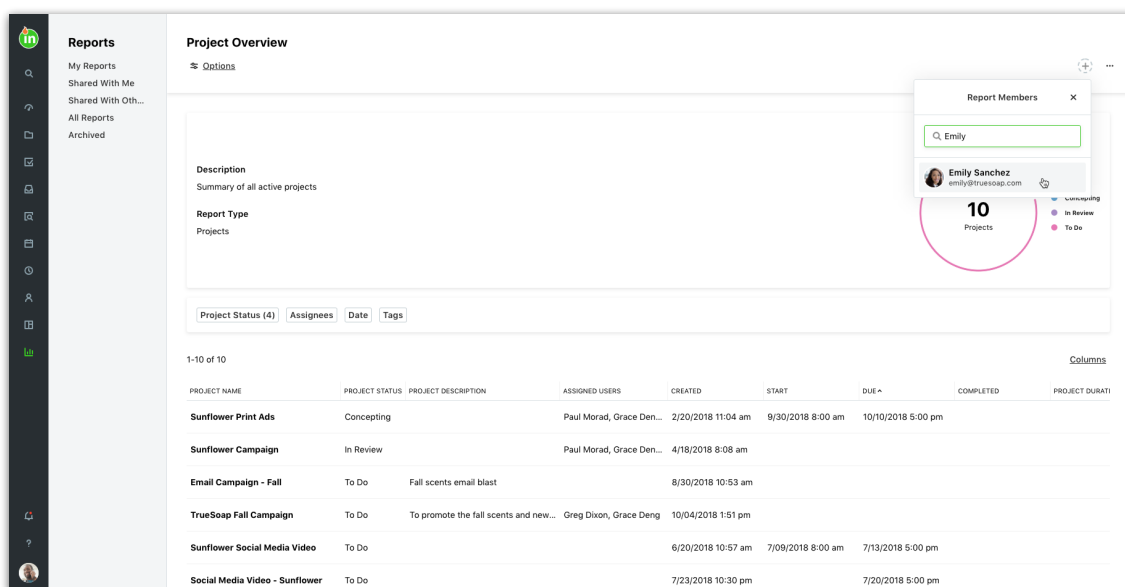 in
Reports
My Reports
Shared With Me
Shared With Oth...
All Reports
Archived
Project Overview
Options
Report Members
Emily
Emily Sanchez
emily@truesoap.com
Description
Summary of all active projects
Report Type
Projects
10
Projects
Concepting
In Review
To Do
Project Status (4) Assignees Date Tags
1-10 of 10 Columns
PROJECT NAME PROJECT STATUS PROJECT DESCRIPTION ASSIGNED USERS CREATED START DUE COMPLETED PROJECT DURATI
Sunflower Print Ads Concepting Paul Morad, Grace Den... 2/20/2018 11:04 am 9/30/2018 8:00 am 10/10/2018 5:00 pm
Sunflower Campaign In Review Paul Morad, Grace Den... 4/18/2018 8:08 am
Email Campaign - Fall To Do Fall scents email blast 8/30/2018 10:53 am
TrueSoap Fall Campaign To Do To promote the fall scents and new... Greg Dixon, Grace Deng 10/04/2018 1:51 pm
Sunflower Social Media Video To Do 6/20/2018 10:57 am 7/09/2018 8:00 am 7/13/2018 5:00 pm
? Social Media Video - Sunflower To Do 7/23/2018 10:30 pm 7/20/2018 5:00 pm